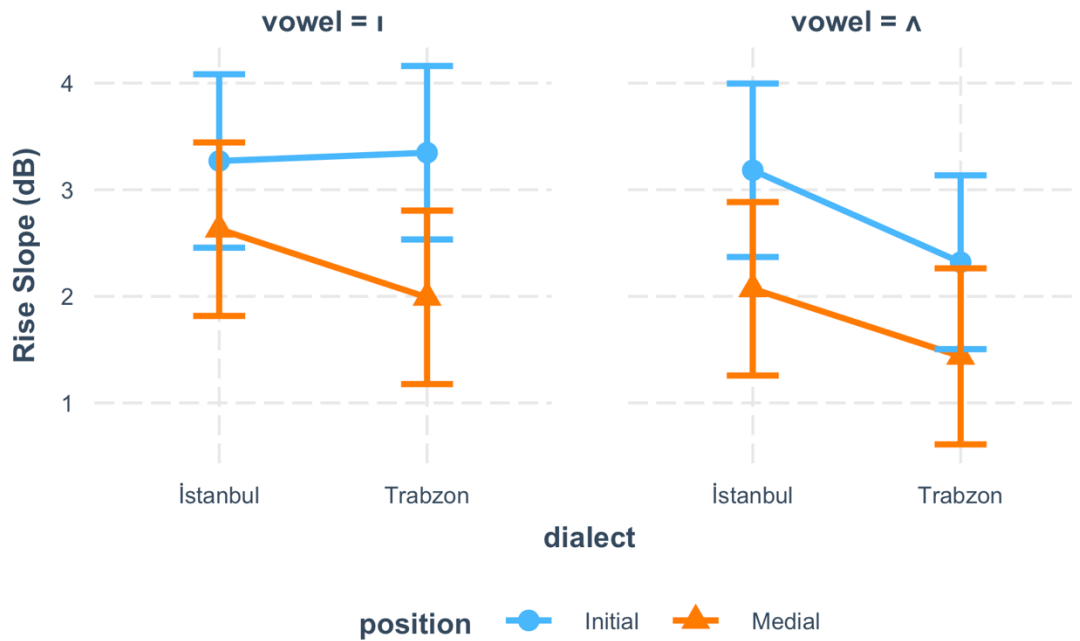 vowel = ɪ vowel = ʌ
Rise Slope (dB)
4
3
2
1
İstanbul Trabzon İstanbul Trabzon
dialect
position Initial Medial